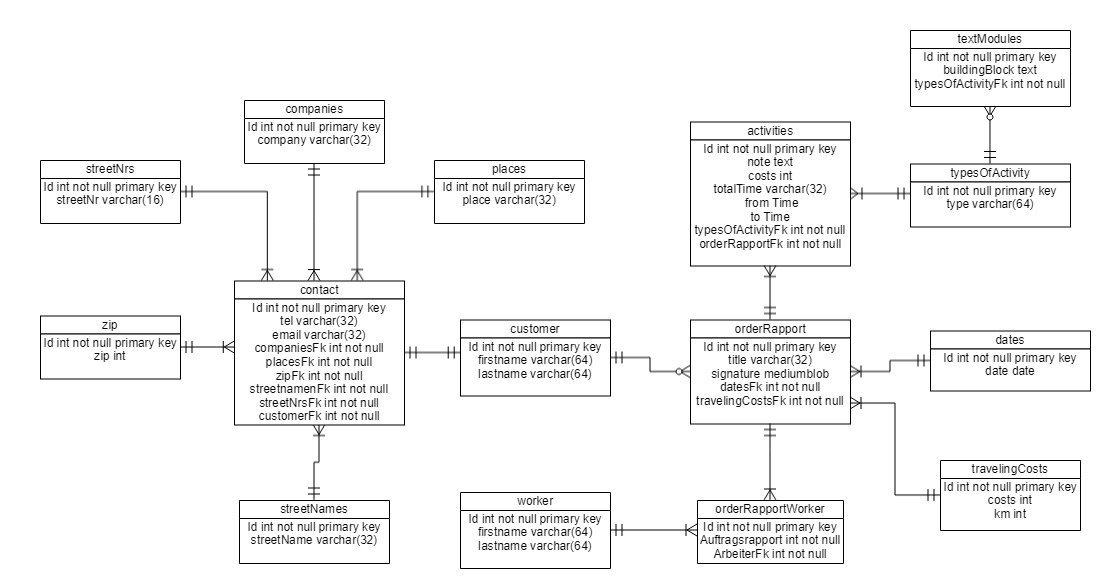 textModules
Id int not null primary key
buildingBlock text
typesOfActivityFk int not null
companies
Id int not null primary key
company varchar(32)
activities
Id int not null primary key
note text
costs int
totalTime varchar(32)
from Time
to Time
typesOfActivityFk int not null
orderRapportFk int not null
streetNrs
Id int not null primary key
streetNr varchar(16)
places
Id int not null primary key
place varchar(32)
typesOfActivity
Id int not null primary key
type varchar(64)
contact
Id int not null primary key
tel varchar(32)
email varchar(32)
companiesFk int not null
placesFk int not null
zipFk int not null
streetnamenFk int not null
streetNrsFk int not null
customerFk int not null
zip
Id int not null primary key
zip int
customer
Id int not null primary key
firstname varchar(64)
lastname varchar(64)
orderRapport
Id int not null primary key
title varchar(32)
signature mediumblob
datesFk int not null
travelingCostsFk int not null
dates
Id int not null primary key
date date
travelingCosts
Id int not null primary key
costs int
km int
streetNames
Id int not null primary key
streetName varchar(32)
worker
Id int not null primary key
firstname varchar(64)
lastname varchar(64)
orderRapportWorker
Id int not null primary key
Auftragsrapport int not null
ArbeiterFk int not null